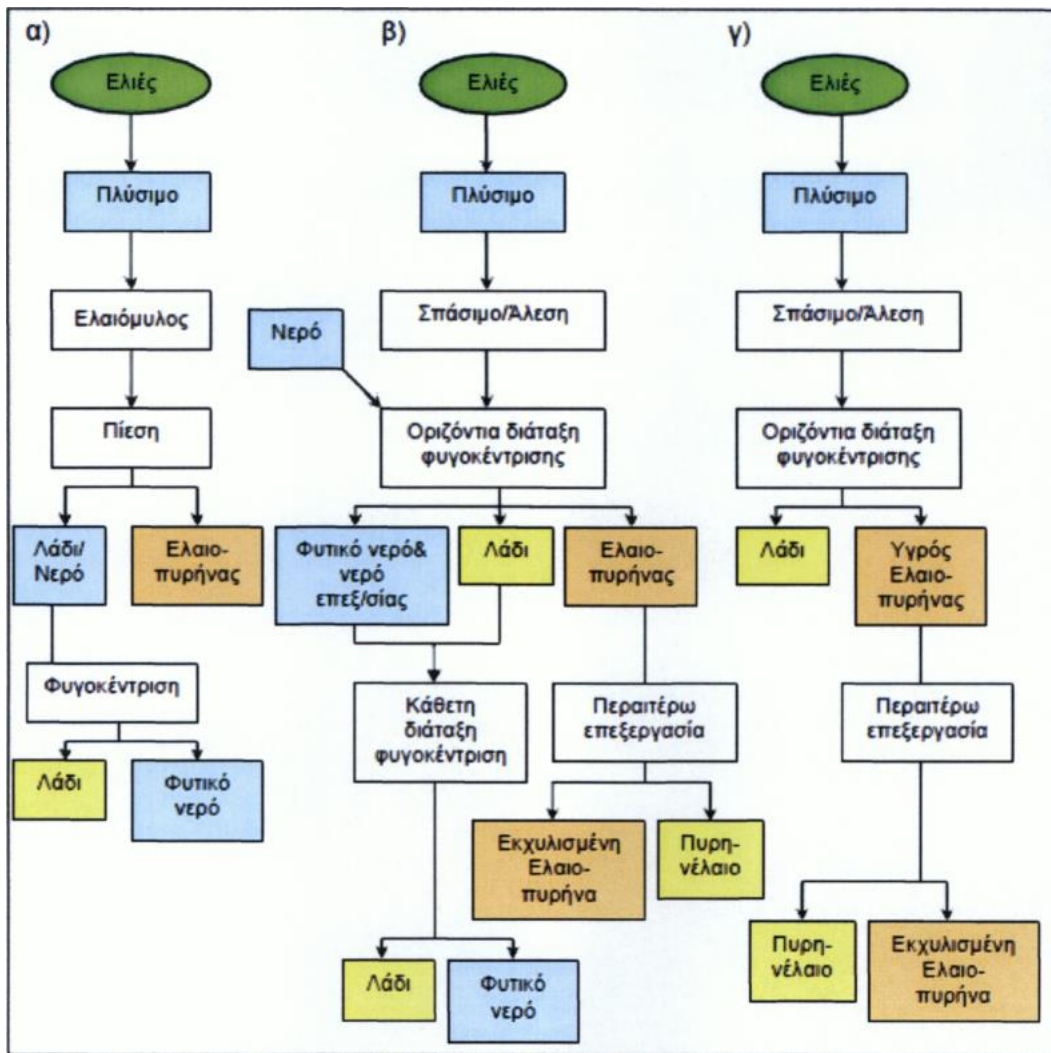 α)
Ελιές
Πλύσιμο
Ελαιόμυλος
Πίεση
Λάδι/
Νερό
Ελαιο-
πυρήνας
Φυγοκέντριση
Λάδι
Φυτικό
νερό
β)
Ελιές
Πλύσιμο
Σπάσιμο/Άλεση
Νερό
Οριζόντια διάταξη
φυγοκέντρισης
Φυτικό νερό&
νερό
επεξ/σίας
Λάδι
Ελαιο-
πυρήνας
Κάθετη
διάταξη
φυγοκέντριση
Περαιτέρω
επεξεργασία
Εκχυλισμένη
Ελαιο-
πυρήνα
Πυρη-
νέλαιο
Λάδι
Φυτικό
νερό
γ)
Ελιές
Πλύσιμο
Σπάσιμο/Άλεση
Οριζόντια διάταξη
φυγοκέντρισης
Λάδι
Υγρός
Ελαιο-
πυρήνας
Περαιτέρω
επεξεργασία
Πυρη-
νέλαιο
Εκχυλισμένη
Ελαιο-
πυρήνα